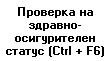 Проверка на
здравно-
осигурителен
статус (Ctrl + F6)